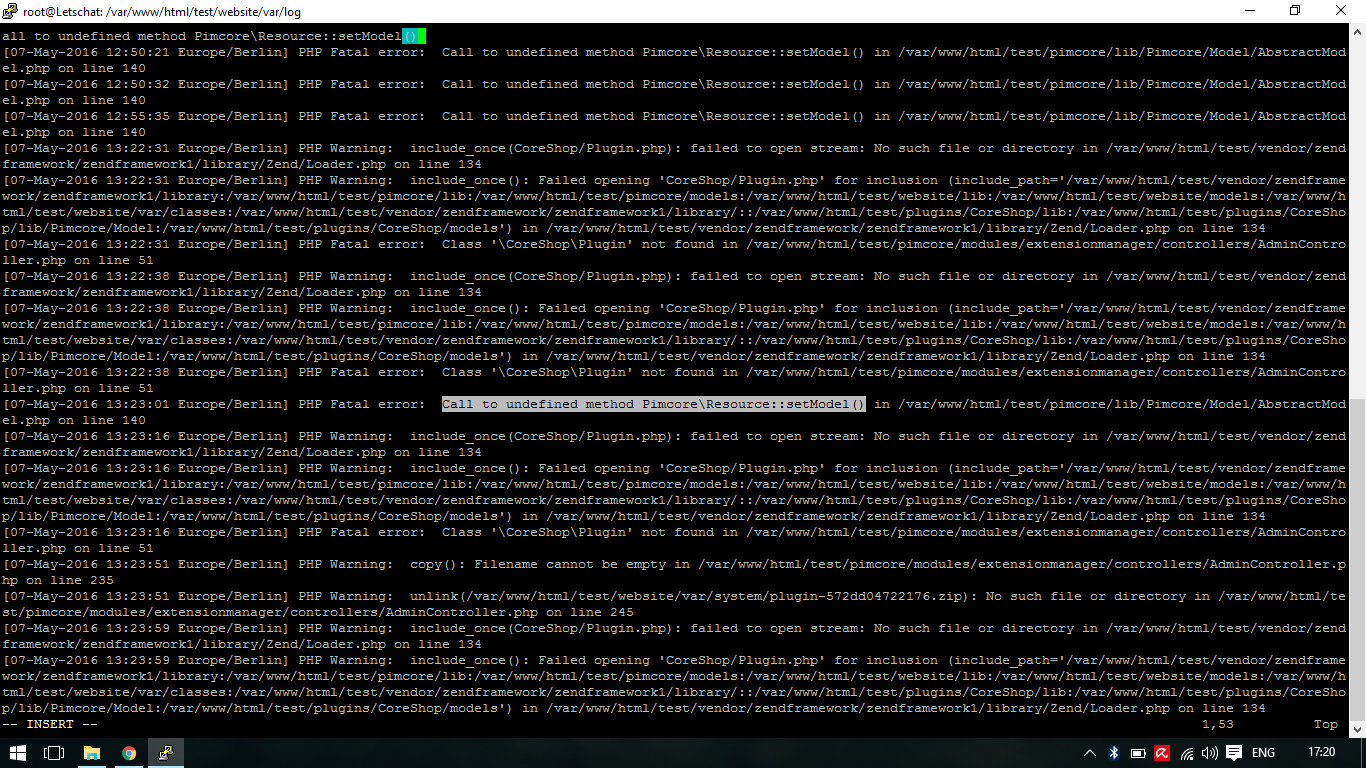 root@Letschat: /var/www/html/test/website/var/log
all to undefined method Pimcore\Resource::setModel()
[07-May-2016 12:50:21 Europe/Berlin] PHP Fatal error:  Call to undefined method Pimcore\Resource::setModel() in /var/www/html/test/pimcore/lib/Pimcore/Model/AbstractMod
el.php on line 140
[07-May-2016 12:50:32 Europe/Berlin] PHP Fatal error:  Call to undefined method Pimcore\Resource::setModel() in /var/www/html/test/pimcore/lib/Pimcore/Model/AbstractMod
el.php on line 140
[07-May-2016 12:55:35 Europe/Berlin] PHP Fatal error:  Call to undefined method Pimcore\Resource::setModel() in /var/www/html/test/pimcore/lib/Pimcore/Model/AbstractMod
el.php on line 140
[07-May-2016 13:22:31 Europe/Berlin] PHP Warning:  include_once(CoreShop/Plugin.php): failed to open stream: No such file or directory in /var/www/html/test/vendor/zend
framework/zendframework1/library/Zend/Loader.php on line 134
[07-May-2016 13:22:31 Europe/Berlin] PHP Warning:  include_once(): Failed opening 'CoreShop/Plugin.php' for inclusion (include_path='/var/www/html/test/vendor/zendframe
work/zendframework1/library:/var/www/html/test/pimcore/lib:/var/www/html/test/pimcore/models:/var/www/html/test/website/lib:/var/www/html/test/website/models:/var/www/h
tml/test/website/var/classes:/var/www/html/test/vendor/zendframework/zendframework1/library/::/var/www/html/test/plugins/CoreShop/lib:/var/www/html/test/plugins/CoreSho
p/lib/Pimcore/Model:/var/www/html/test/plugins/CoreShop/models') in /var/www/html/test/vendor/zendframework/zendframework1/library/Zend/Loader.php on line 134
[07-May-2016 13:22:31 Europe/Berlin] PHP Fatal error:  Class '\CoreShop\Plugin' not found in /var/www/html/test/pimcore/modules/extensionmanager/controllers/AdminContro
ller.php on line 51
[07-May-2016 13:22:38 Europe/Berlin] PHP Warning:  include_once(CoreShop/Plugin.php): failed to open stream: No such file or directory in /var/www/html/test/vendor/zend
framework/zendframework1/library/Zend/Loader.php on line 134
[07-May-2016 13:22:38 Europe/Berlin] PHP Warning:  include_once(): Failed opening 'CoreShop/Plugin.php' for inclusion (include_path='/var/www/html/test/vendor/zendframe
work/zendframework1/library:/var/www/html/test/pimcore/lib:/var/www/html/test/pimcore/models:/var/www/html/test/website/lib:/var/www/html/test/website/models:/var/www/h
tml/test/website/var/classes:/var/www/html/test/vendor/zendframework/zendframework1/library/::/var/www/html/test/plugins/CoreShop/lib:/var/www/html/test/plugins/CoreSho
p/lib/Pimcore/Model:/var/www/html/test/plugins/CoreShop/models') in /var/www/html/test/vendor/zendframework/zendframework1/library/Zend/Loader.php on line 134
[07-May-2016 13:22:38 Europe/Berlin] PHP Fatal error:  Class '\CoreShop\Plugin' not found in /var/www/html/test/pimcore/modules/extensionmanager/controllers/AdminContro
ller.php on line 51
[07-May-2016 13:23:01 Europe/Berlin] PHP Fatal error:  Call to undefined method Pimcore\Resource::setModel() in /var/www/html/test/pimcore/lib/Pimcore/Model/AbstractMod
el.php on line 140
[07-May-2016 13:23:16 Europe/Berlin] PHP Warning:  include_once(CoreShop/Plugin.php): failed to open stream: No such file or directory in /var/www/html/test/vendor/zend
framework/zendframework1/library/Zend/Loader.php on line 134
[07-May-2016 13:23:16 Europe/Berlin] PHP Warning:  include_once(): Failed opening 'CoreShop/Plugin.php' for inclusion (include_path='/var/www/html/test/vendor/zendframe
work/zendframework1/library:/var/www/html/test/pimcore/lib:/var/www/html/test/pimcore/models:/var/www/html/test/website/lib:/var/www/html/test/website/models:/var/www/h
tml/test/website/var/classes:/var/www/html/test/vendor/zendframework/zendframework1/library/::/var/www/html/test/plugins/CoreShop/lib:/var/www/html/test/plugins/CoreSho
p/lib/Pimcore/Model:/var/www/html/test/plugins/CoreShop/models') in /var/www/html/test/vendor/zendframework/zendframework1/library/Zend/Loader.php on line 134
[07-May-2016 13:23:16 Europe/Berlin] PHP Fatal error:  Class '\CoreShop\Plugin' not found in /var/www/html/test/pimcore/modules/extensionmanager/controllers/AdminContro
ller.php on line 51
[07-May-2016 13:23:51 Europe/Berlin] PHP Warning:  copy(): Filename cannot be empty in /var/www/html/test/pimcore/modules/extensionmanager/controllers/AdminController.p
hp on line 235
[07-May-2016 13:23:51 Europe/Berlin] PHP Warning:  unlink(/var/www/html/test/website/var/system/plugin-572dd04722176.zip): No such file or directory in /var/www/html/te
st/pimcore/modules/extensionmanager/controllers/AdminController.php on line 245
[07-May-2016 13:23:59 Europe/Berlin] PHP Warning:  include_once(CoreShop/Plugin.php): failed to open stream: No such file or directory in /var/www/html/test/vendor/zend
framework/zendframework1/library/Zend/Loader.php on line 134
[07-May-2016 13:23:59 Europe/Berlin] PHP Warning:  include_once(): Failed opening 'CoreShop/Plugin.php' for inclusion (include_path='/var/www/html/test/vendor/zendframe
work/zendframework1/library:/var/www/html/test/pimcore/lib:/var/www/html/test/pimcore/models:/var/www/html/test/website/lib:/var/www/html/test/website/models:/var/www/h
tml/test/website/var/classes:/var/www/html/test/vendor/zendframework/zendframework1/library/::/var/www/html/test/plugins/CoreShop/lib:/var/www/html/test/plugins/CoreSho
p/lib/Pimcore/Model:/var/www/html/test/plugins/CoreShop/models') in /var/www/html/test/vendor/zendframework/zendframework1/library/Zend/Loader.php on line 134
-- INSERT -- 1,53 Top
ENG 17:20